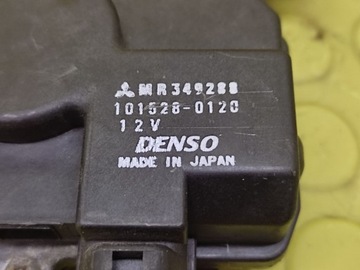 MR349288
101528-0120
12V
DENSO
MADE IN JAPAN